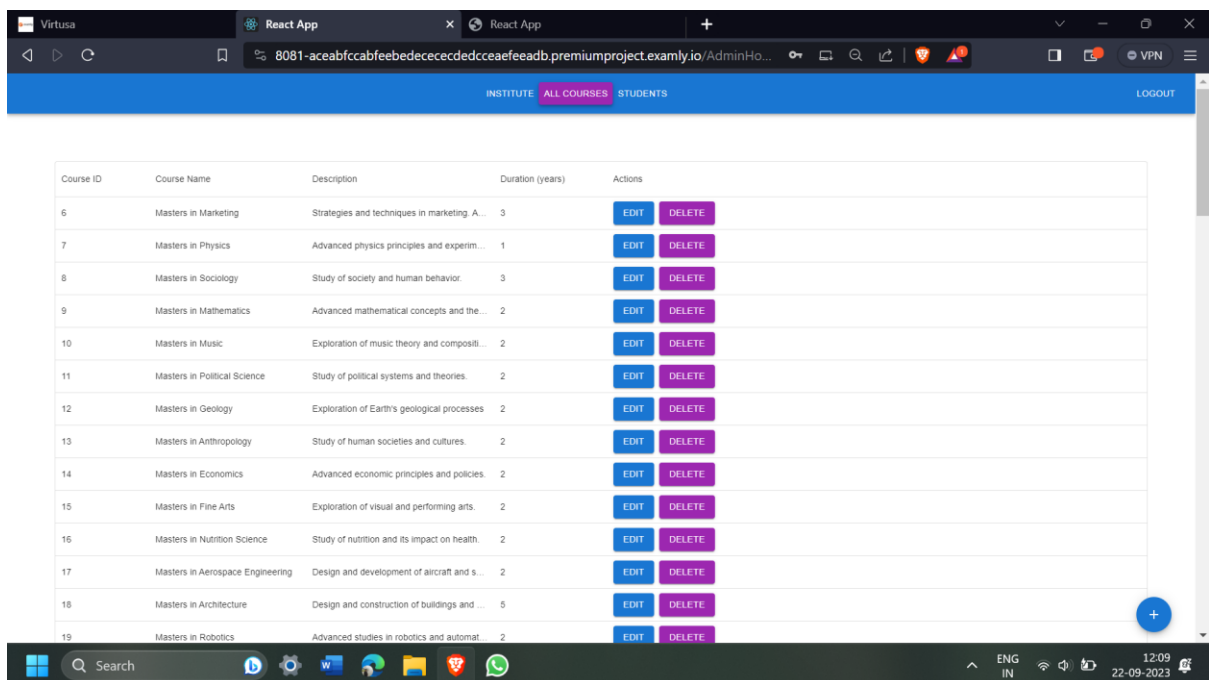 Virtusa React App React App
8081-aceabfccabfeebedecececdedcceaefeeadb.premiumproject.examly.io/AdminHo... VPN
INSTITUTE ALL COURSES STUDENTS LOGOUT
Course ID Course Name Description Duration (years) Actions
6 Masters in Marketing Strategies and techniques in marketing. A... 3 EDIT DELETE
7 Masters in Physics Advanced physics principles and experim... 1 EDIT DELETE
8 Masters in Sociology Study of society and human behavior. 3 EDIT DELETE
9 Masters in Mathematics Advanced mathematical concepts and the... 2 EDIT DELETE
10 Masters in Music Exploration of music theory and compositi... 2 EDIT DELETE
11 Masters in Political Science Study of political systems and theories. 2 EDIT DELETE
12 Masters in Geology Exploration of Earth's geological processes 2 EDIT DELETE
13 Masters in Anthropology Study of human societies and cultures. 2 EDIT DELETE
14 Masters in Economics Advanced economic principles and policies. 2 EDIT DELETE
15 Masters in Fine Arts Exploration of visual and performing arts. 2 EDIT DELETE
16 Masters in Nutrition Science Study of nutrition and its impact on health. 2 EDIT DELETE
17 Masters in Aerospace Engineering Design and development of aircraft and s... 2 EDIT DELETE
18 Masters in Architecture Design and construction of buildings and ... 5 EDIT DELETE
19 Masters in Robotics Advanced studies in robotics and automat... 2 EDIT DELETE
Search ENG 12:09
IN 22-09-2023